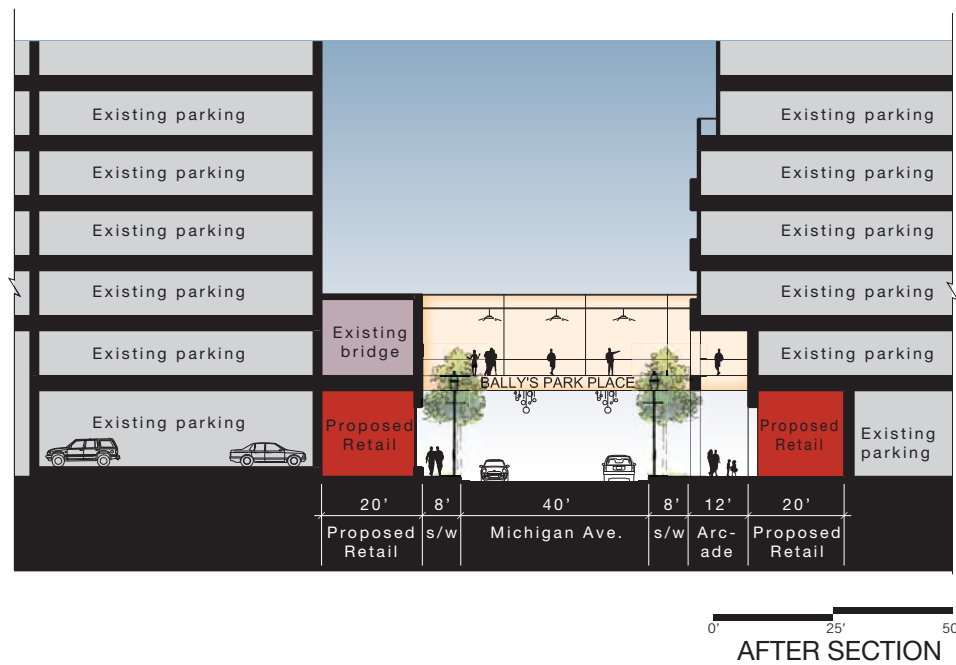 Existing parking
Existing parking
Existing parking
Existing parking
Existing parking
Existing parking
Existing parking
Existing parking
Existing parking
Existing parking
Existing
bridge
Existing parking
Existing parking
BALLY'S PARK PLACE
Existing parking
Proposed
Retail
Proposed
Retail
Existing
parking
20' 8' 40' 8' 12' 20'
Proposed s/w Michigan Ave. s/w Arc- Proposed
Retail ade Retail
0' 25' 50
AFTER SECTION